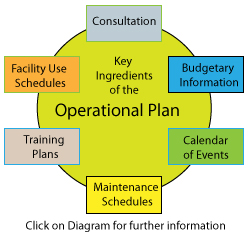 Consultation
Key
Ingredients
of the
Operational Plan
Facility Use
Schedules
Budgetary
Information
Training
Plans
Calendar
of Events
Maintenance
Schedules
Click on Diagram for further information